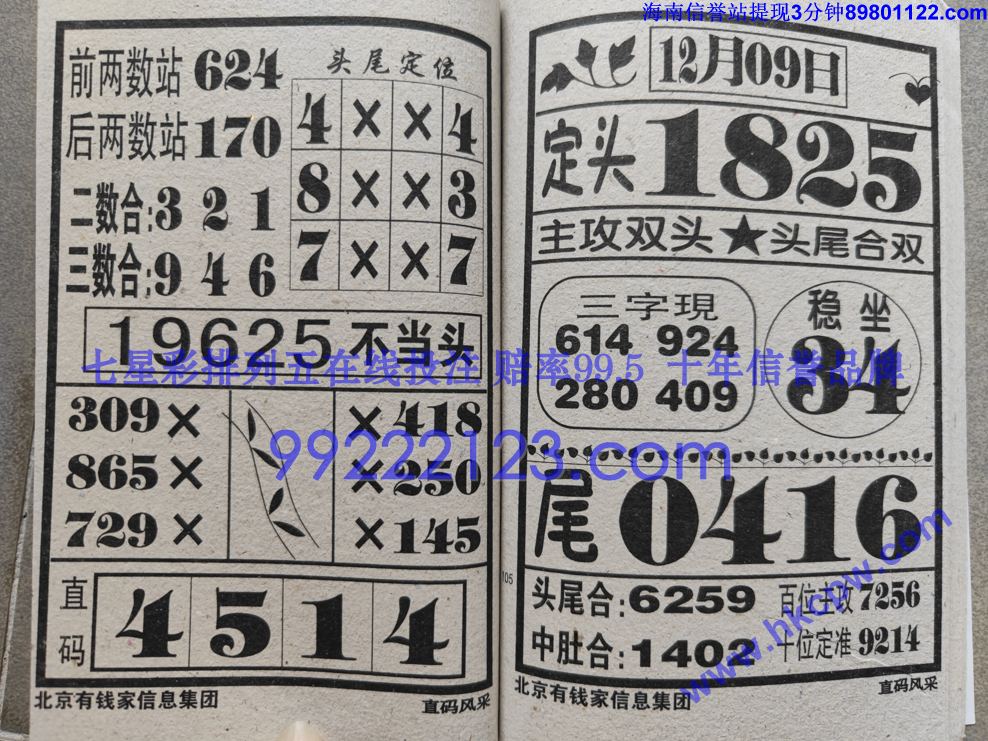 海南信誉站提现3分钟89801122.com
前两数站 624
后两数站 170
二数合:3 2 1
三数合:9 4 6
头尾定位
4 × × 4
8 × × 3
7 × × 7
19625不当头
七星彩排列五在线投注 赔率99.5 十年信誉品牌
309× ×418
99222123.com
865× ×250
729× ×145
直码 4 5 1 4
北京有钱家信息集团
直码风采
12月09日
定头 1825
主攻双头★头尾合双
三字現
614 924
280 409
稳坐
34
尾 0416
105
头尾合:6259 百位主攻 7256
中肚合:1402 十位定准 9214
www.hkcpw.com
北京有钱家信息集团
直码风采